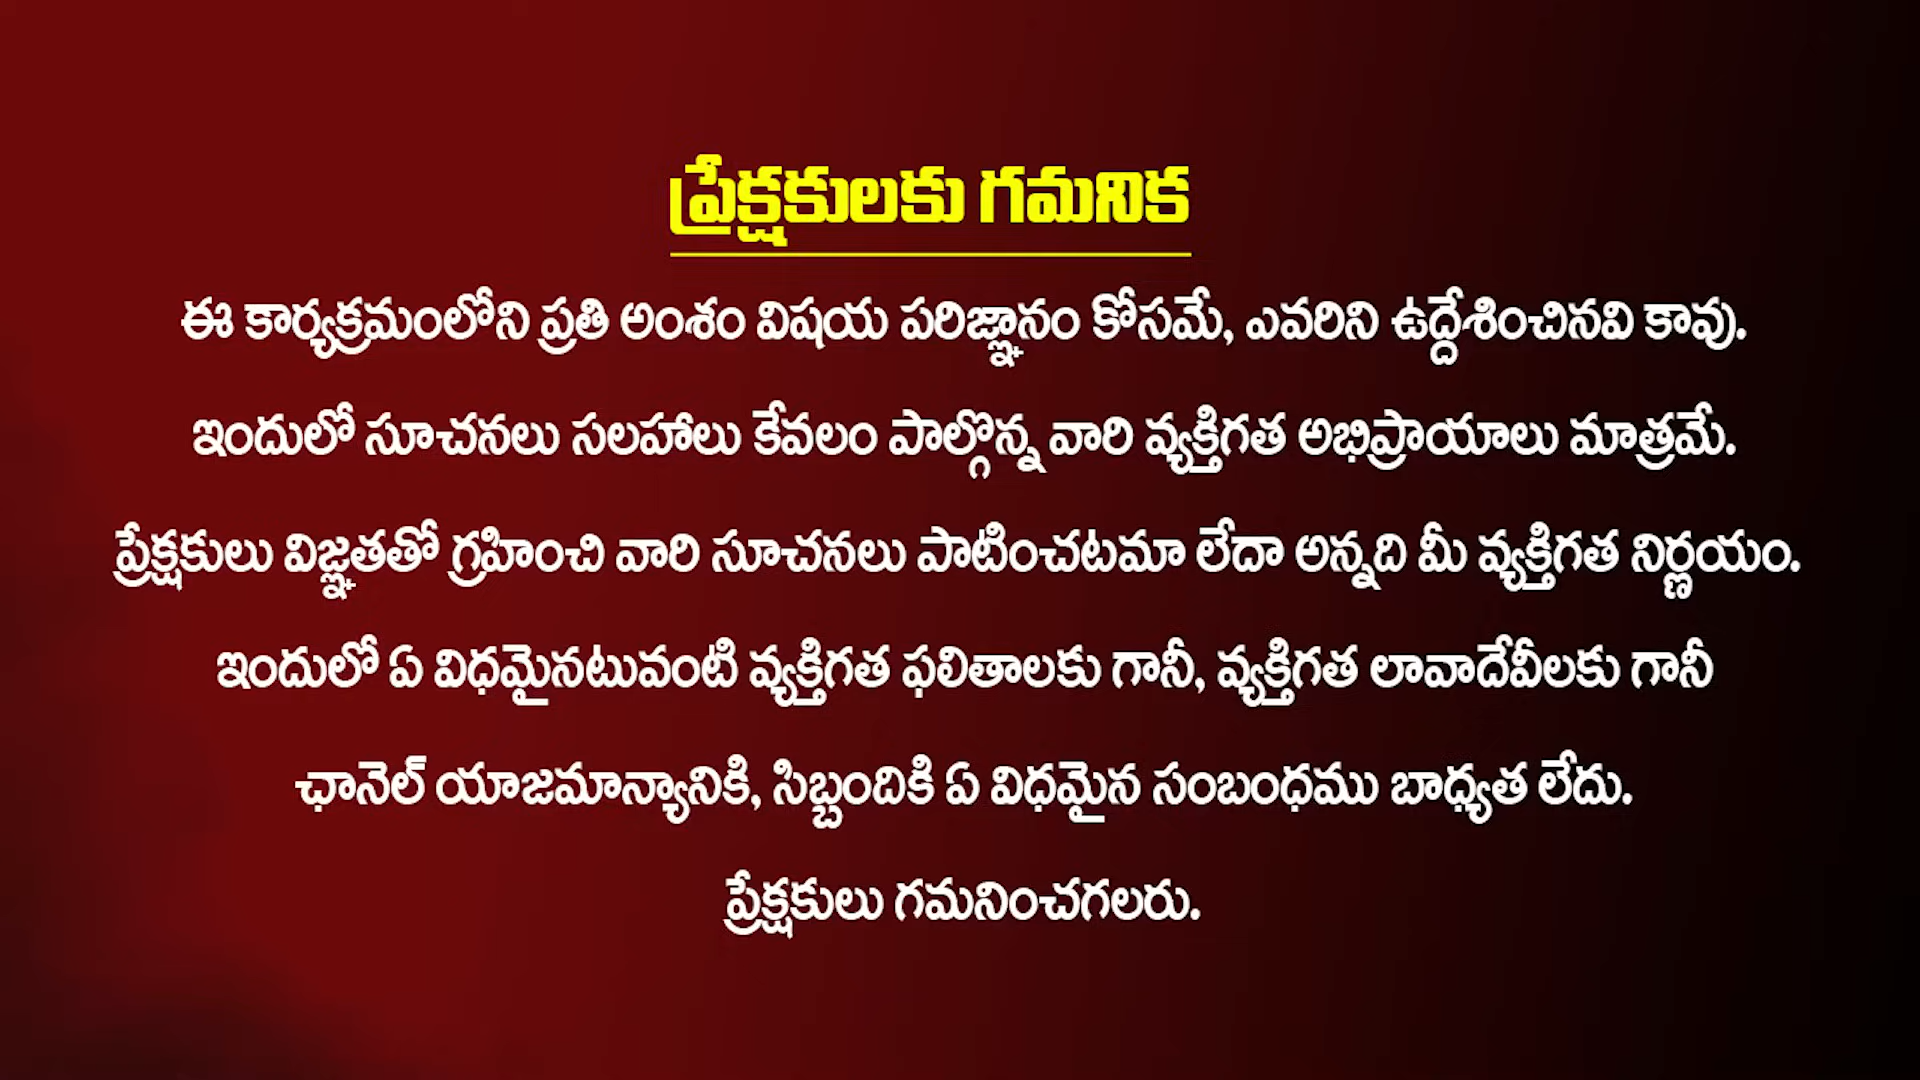 ప్రేక్షకులకు గమనిక
ఈ కార్యక్రమంలోని ప్రతి అంశం విషయ పరిజ్ఞానం కోసమే, ఎవరిని ఉద్దేశించినవి కావు.
ఇందులో సూచనలు సలహాలు కేవలం పాల్గొన్న వారి వ్యక్తిగత అభిప్రాయాలు మాత్రమే.
ప్రేక్షకులు విజ్ఞతతో గ్రహించి వారి సూచనలు పాటించటమా లేదా అన్నది మీ వ్యక్తిగత నిర్ణయం.
ఇందులో ఏ విధమైనటువంటి వ్యక్తిగత ఫలితాలకు గానీ, వ్యక్తిగత లావాదేవీలకు గానీ
ఛానెల్ యాజమాన్యానికి, సిబ్బందికి ఏ విధమైన సంబంధము బాధ్యత లేదు.
ప్రేక్షకులు గమనించగలరు.